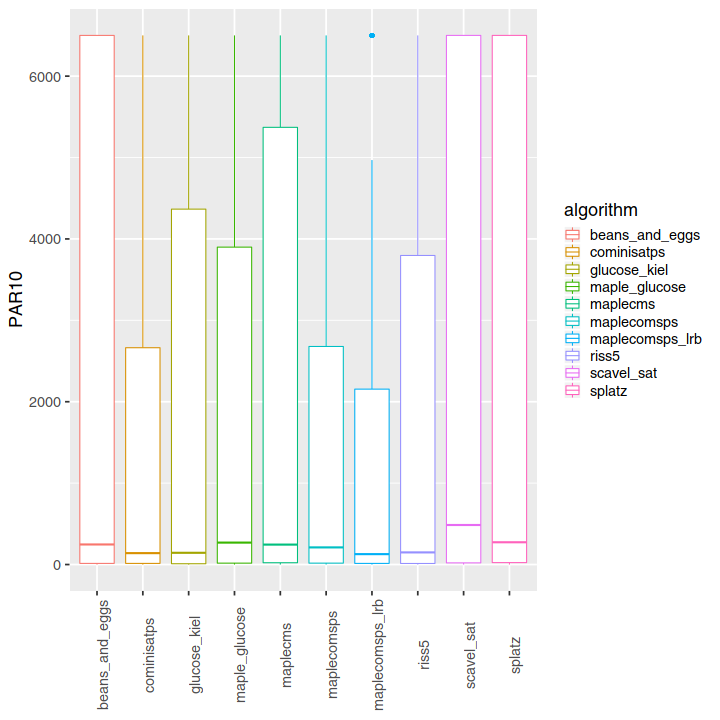 PAR10
6000
4000
2000
0
beans_and_eggs
cominisatps
glucose_kiel
maple_glucose
maplecms
maplecomsps
maplecomsps_lrb
riss5
scavel_sat
splatz
algorithm
beans_and_eggs
cominisatps
glucose_kiel
maple_glucose
maplecms
maplecomsps
maplecomsps_lrb
riss5
scavel_sat
splatz